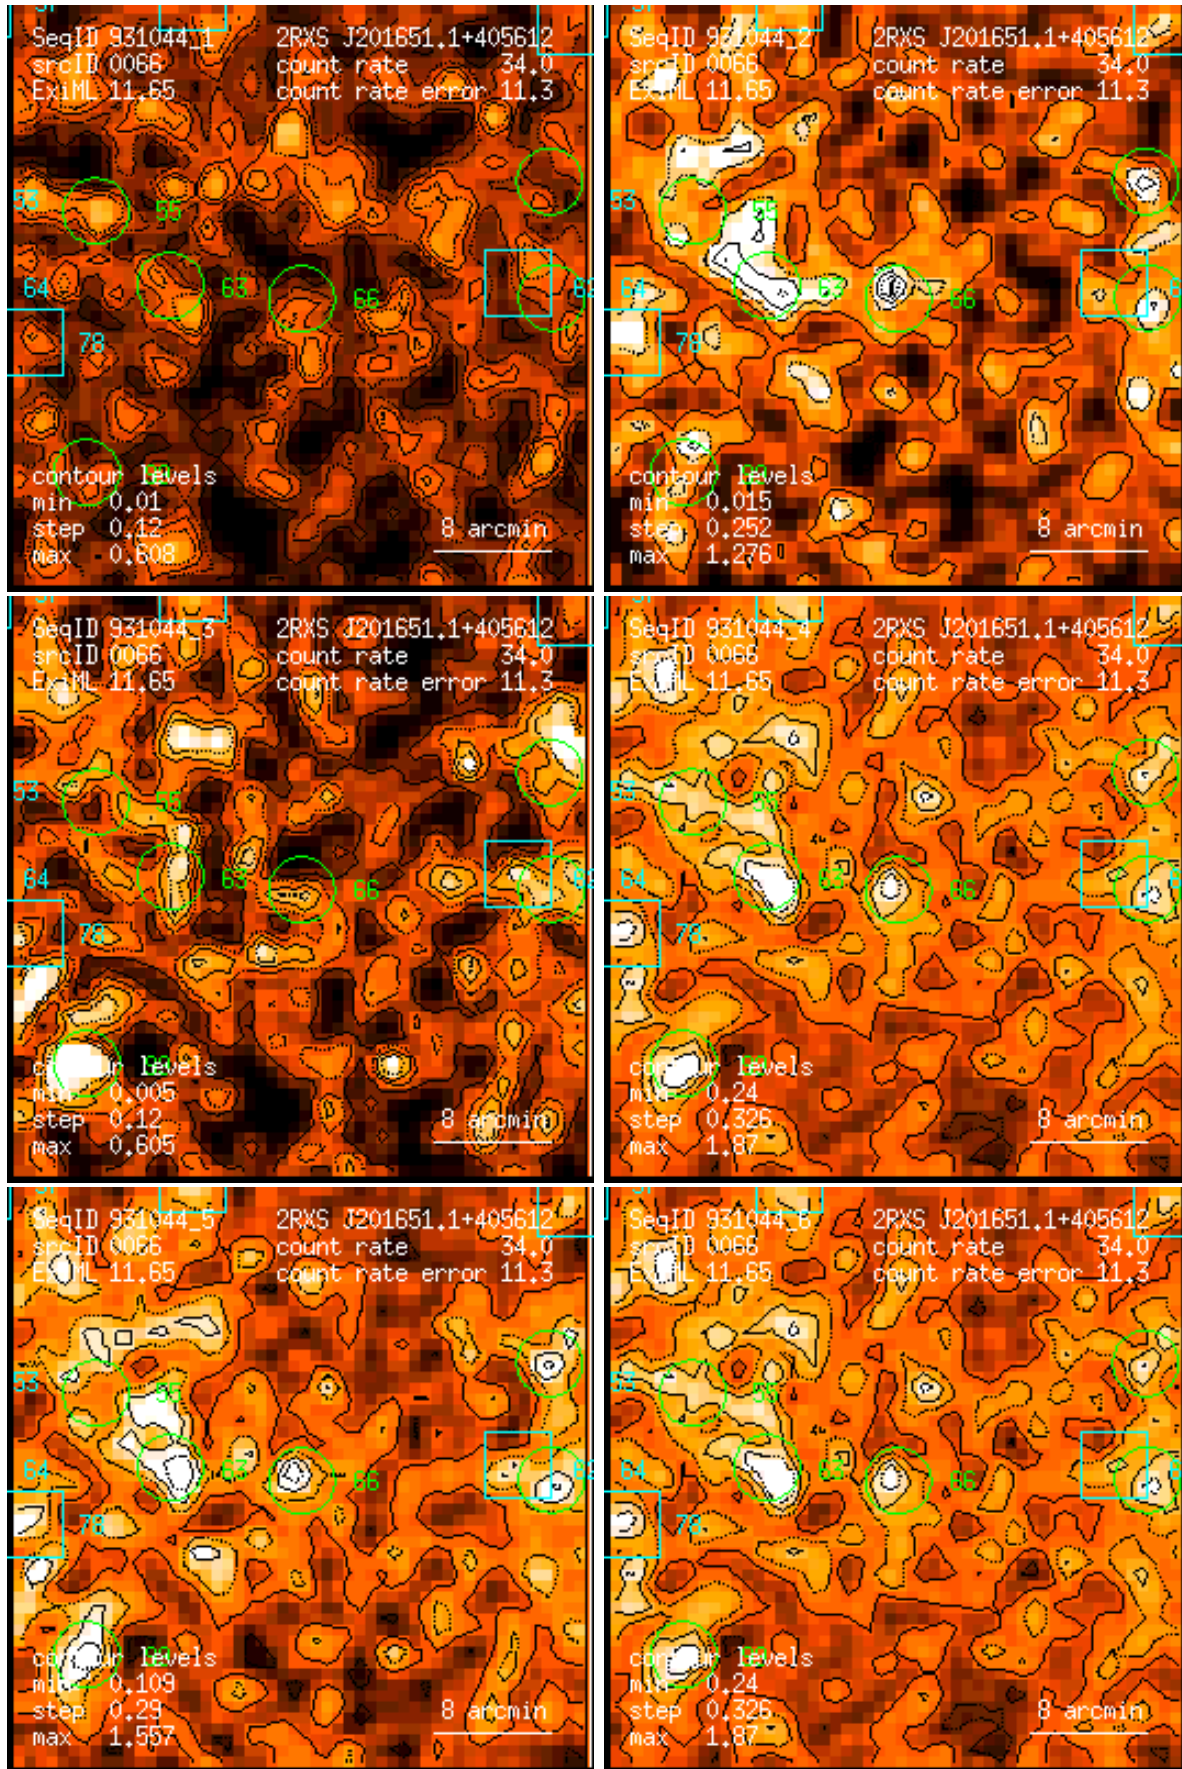 SeqID 931044_1 2RXS J201651.1+405612
srcID 0066 count rate 34.0
ExiML 11.65 count rate error 11.3
53 55
64 63 66
78
contour levels
min 0.01
step 0.12 8 arcmin
max 0.608
SeqID 931044_2 2RXS J201651.1+405612
srcID 0066 count rate 34.0
ExiML 11.65 count rate error 11.3
53 55
64 63 66
78
contour levels
min 0.015
step 0.252 8 arcmin
max 1.276
SeqID 931044_3 2RXS J201651.1+405612
srcID 0066 count rate 34.0
ExiML 11.65 count rate error 11.3
53 55
64 63 66
78
contour levels
min 0.005
step 0.12 8 arcmin
max 0.605
SeqID 931044_4 2RXS J201651.1+405612
srcID 0066 count rate 34.0
ExiML 11.65 count rate error 11.3
53 55
64 63 66
78
contour levels
min 0.24
step 0.326 8 arcmin
max 1.87
SeqID 931044_5 2RXS J201651.1+405612
srcID 0066 count rate 34.0
ExiML 11.65 count rate error 11.3
53 55
64 63 66
78
contour levels
min 0.109
step 0.29 8 arcmin
max 1.557
SeqID 931044_6 2RXS J201651.1+405612
srcID 0066 count rate 34.0
ExiML 11.65 count rate error 11.3
53 55
64 63 66
78
contour levels
min 0.24
step 0.326 8 arcmin
max 1.87